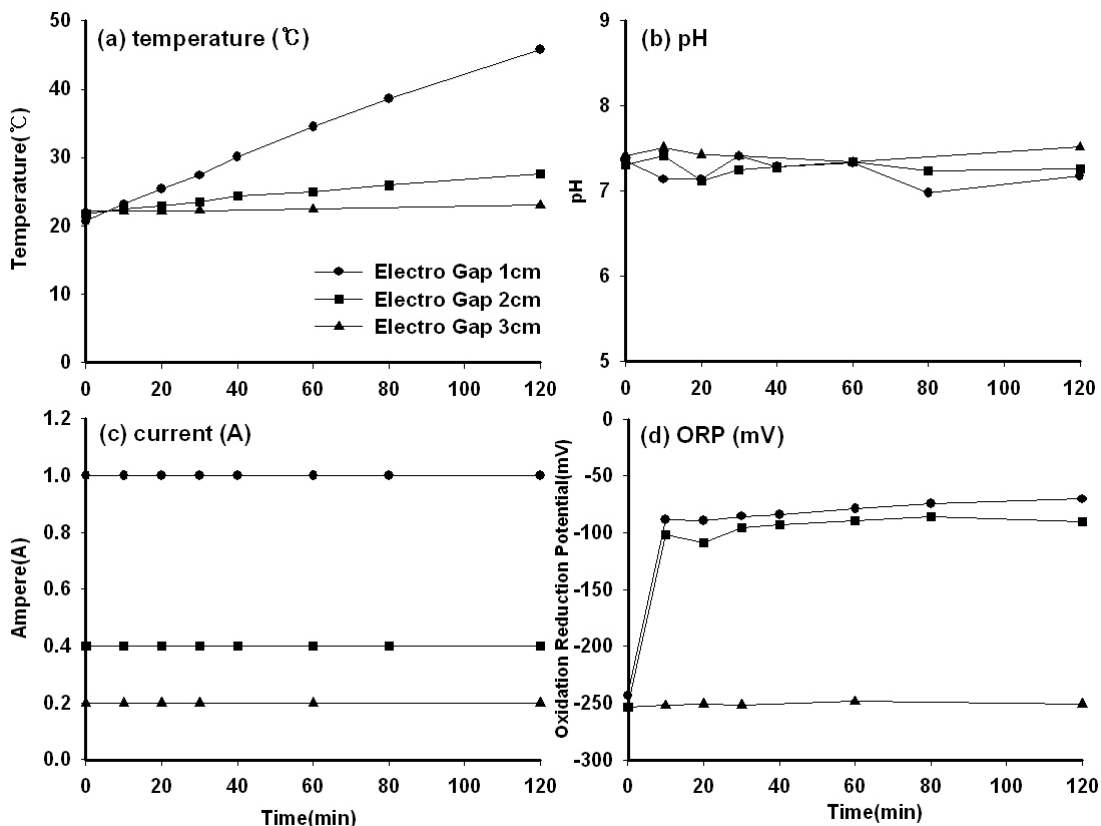 (a) temperature (℃)
Temperature(℃)
50
40
30
20
10
0
0 20 40 60 80 100 120
Electro Gap 1cm
Electro Gap 2cm
Electro Gap 3cm
(b) pH
pH
9
8
7
6
5
0 20 40 60 80 100 120
(c) current (A)
Ampere(A)
1.2
1.0
0.8
0.6
0.4
0.2
0.0
0 20 40 60 80 100 120
Time(min)
(d) ORP (mV)
Oxidation Reduction Potential(mV)
0
-50
-100
-150
-200
-250
-300
0 20 40 60 80 100 120
Time(min)